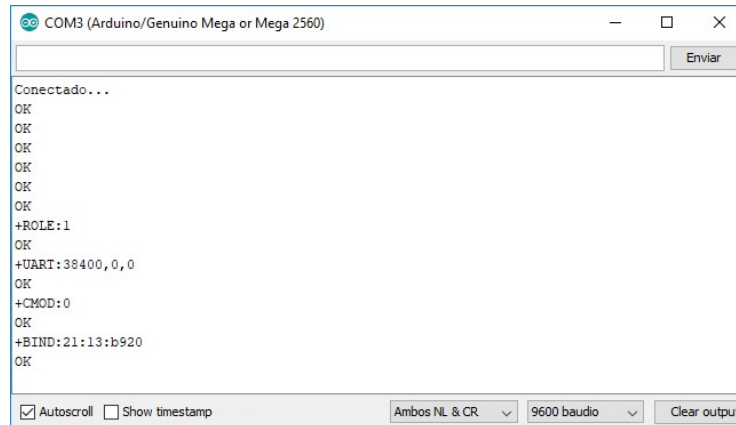 COM3 (Arduino/Genuino Mega or Mega 2560)
Enviar
Conectado...
OK
OK
OK
OK
OK
OK
+ROLE:1
OK
+UART:38400,0,0
OK
+CMOD:0
OK
+BIND:21:13:b920
OK
Autoscroll Show timestamp Ambos NL & CR 9600 baudio Clear output